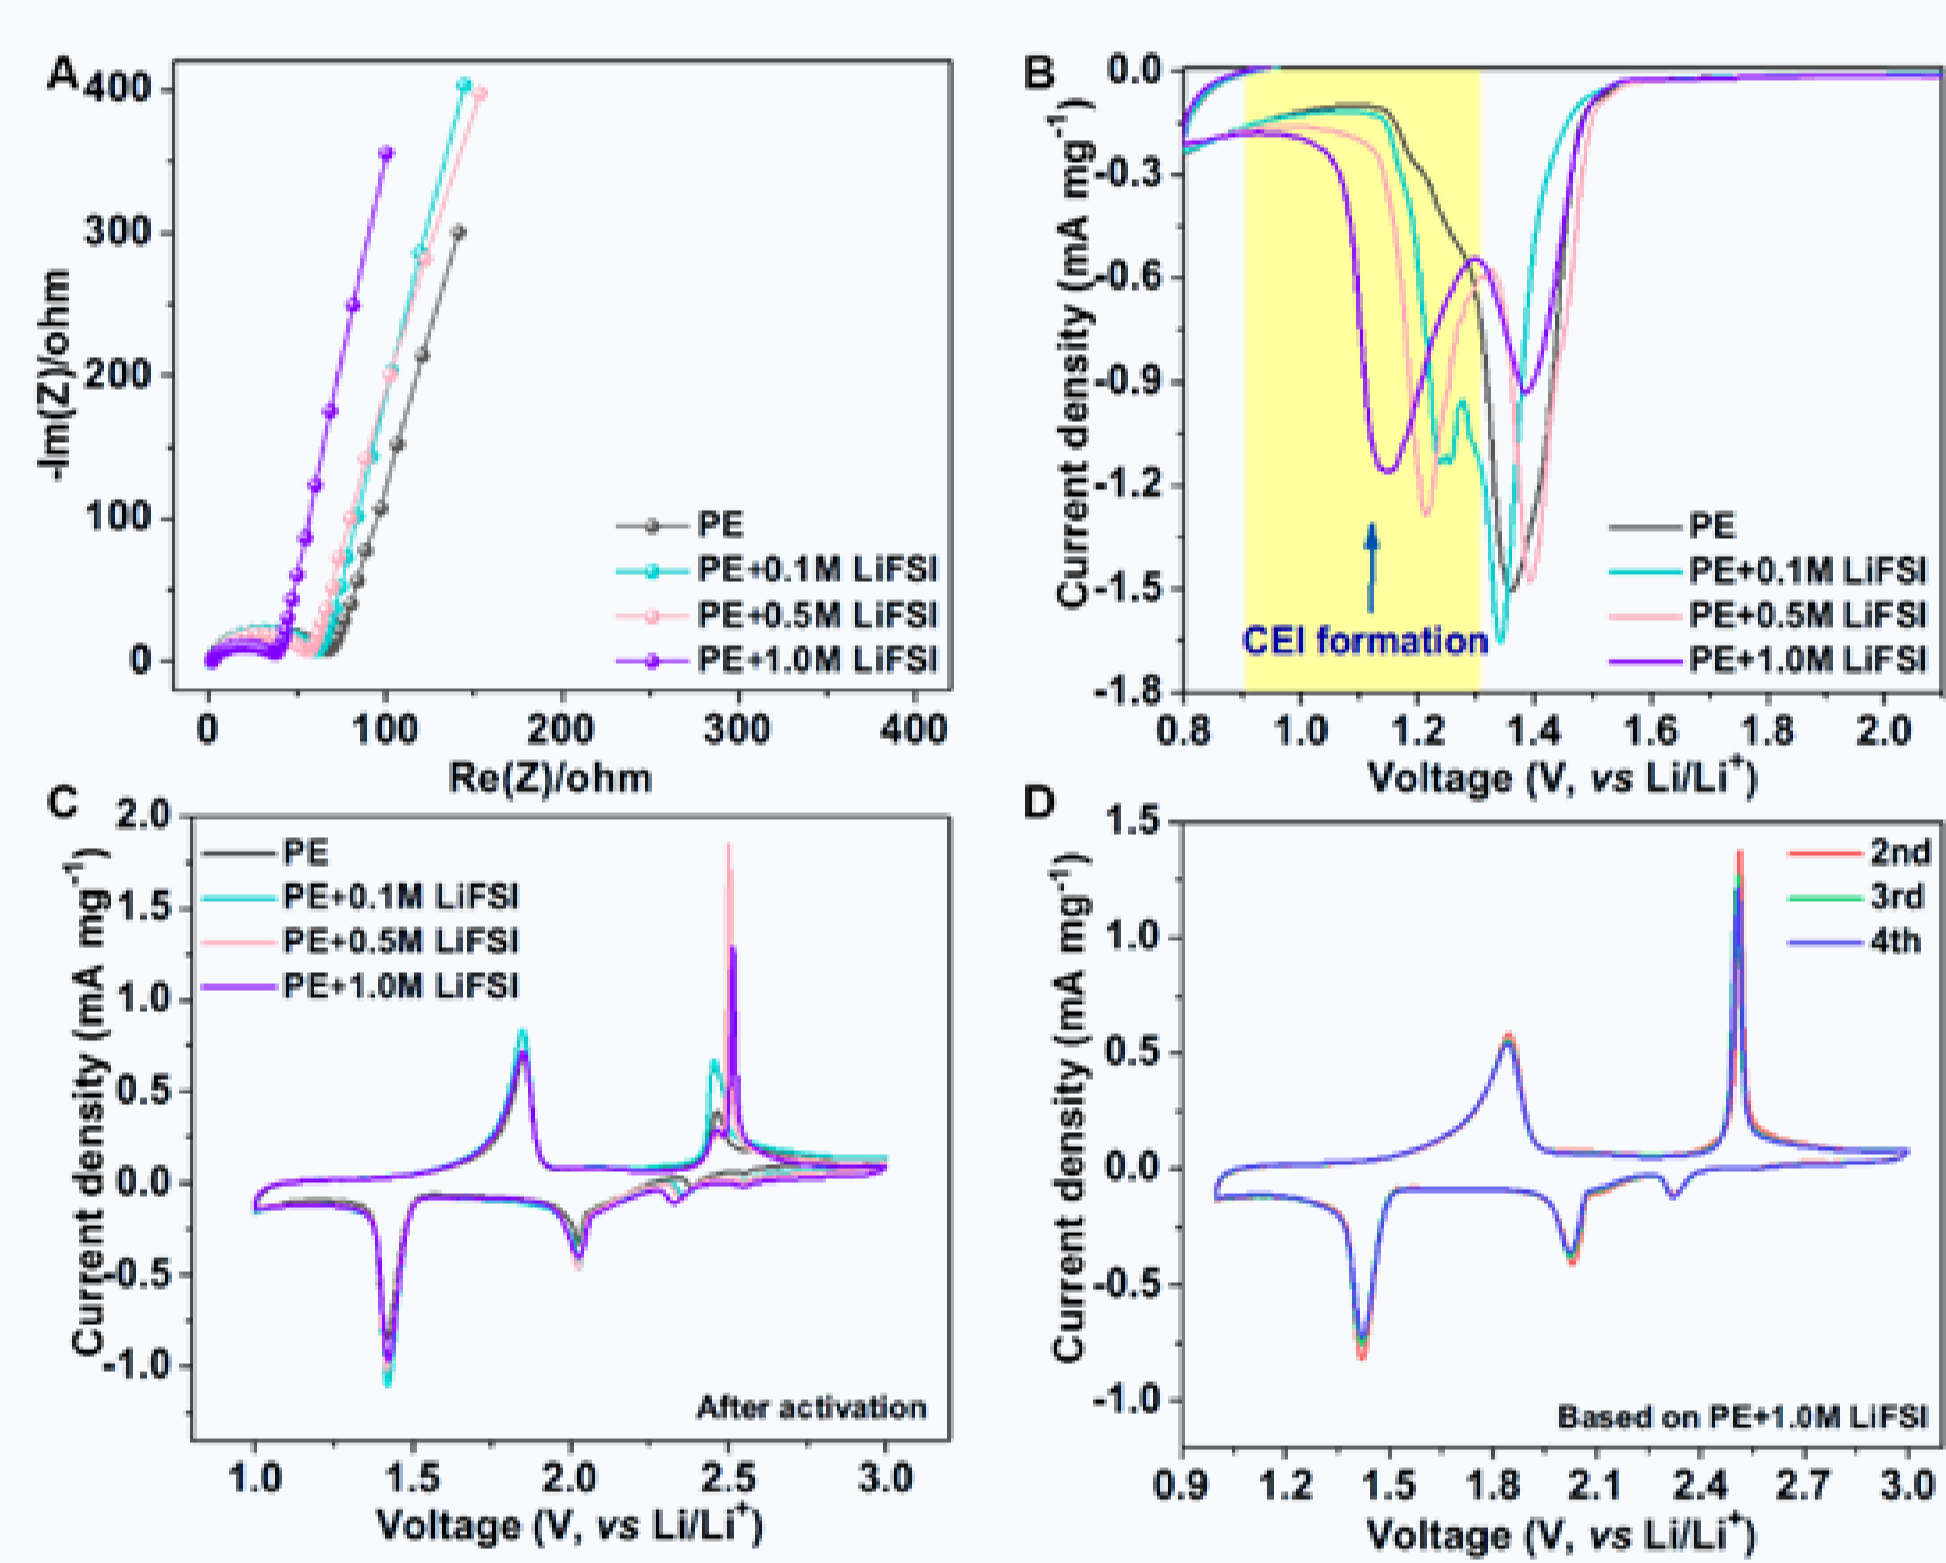 A
400
300
200
100
0
-Im(Z)/ohm
PE
PE+0.1M LiFSI
PE+0.5M LiFSI
PE+1.0M LiFSI
0 100 200 300 400
Re(Z)/ohm
B
0.0
-0.3
-0.6
-0.9
-1.2
-1.5
-1.8
Current density (mA mg⁻¹)
CEI formation
PE
PE+0.1M LiFSI
PE+0.5M LiFSI
PE+1.0M LiFSI
0.8 1.0 1.2 1.4 1.6 1.8 2.0
Voltage (V, vs Li/Li⁺)
C
2.0
1.5
1.0
0.5
0.0
-0.5
-1.0
Current density (mA mg⁻¹)
PE
PE+0.1M LiFSI
PE+0.5M LiFSI
PE+1.0M LiFSI
After activation
1.0 1.5 2.0 2.5 3.0
Voltage (V, vs Li/Li⁺)
D
1.5
1.0
0.5
0.0
-0.5
-1.0
Current density (mA mg⁻¹)
2nd
3rd
4th
Based on PE+1.0M LiFSI
0.9 1.2 1.5 1.8 2.1 2.4 2.7 3.0
Voltage (V, vs Li/Li⁺)